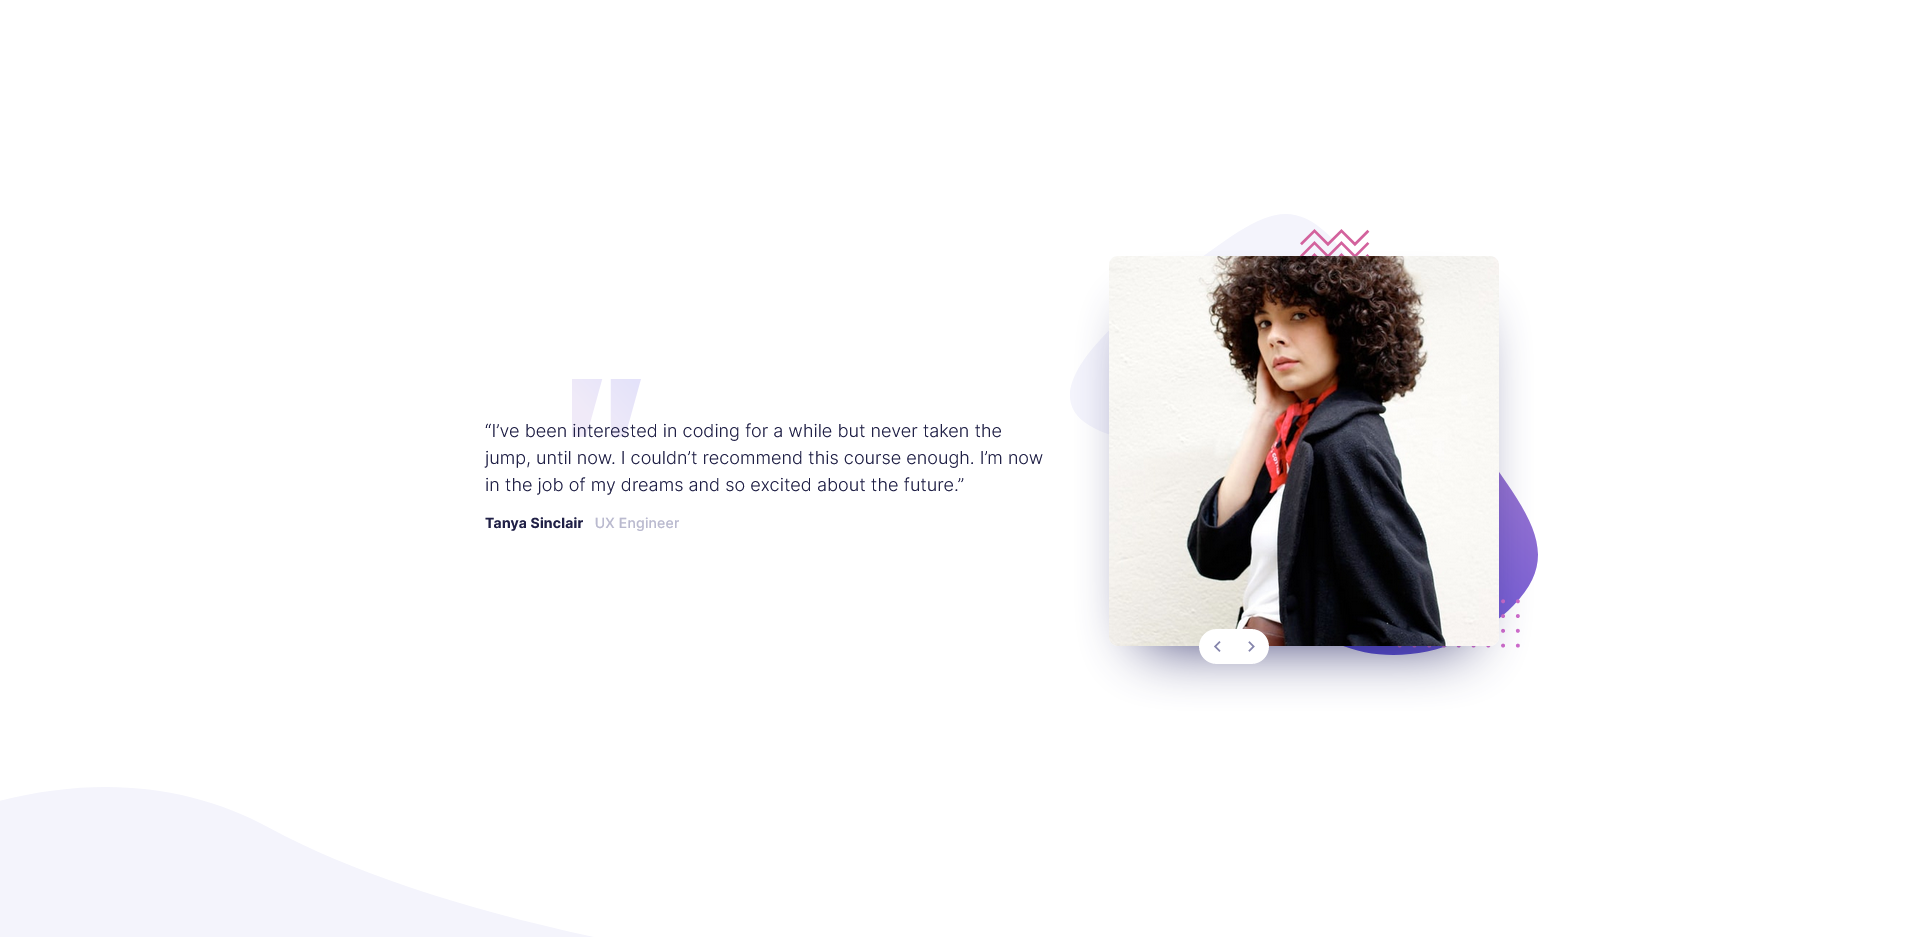 “I’ve been interested in coding for a while but never taken the
jump, until now. I couldn’t recommend this course enough. I’m now
in the job of my dreams and so excited about the future.”
Tanya Sinclair UX Engineer